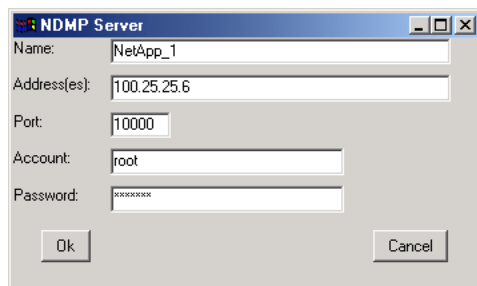 NDMP Server
Name: NetApp_1
Address(es): 100.25.25.6
Port: 10000
Account: root
Password: *******
Ok Cancel